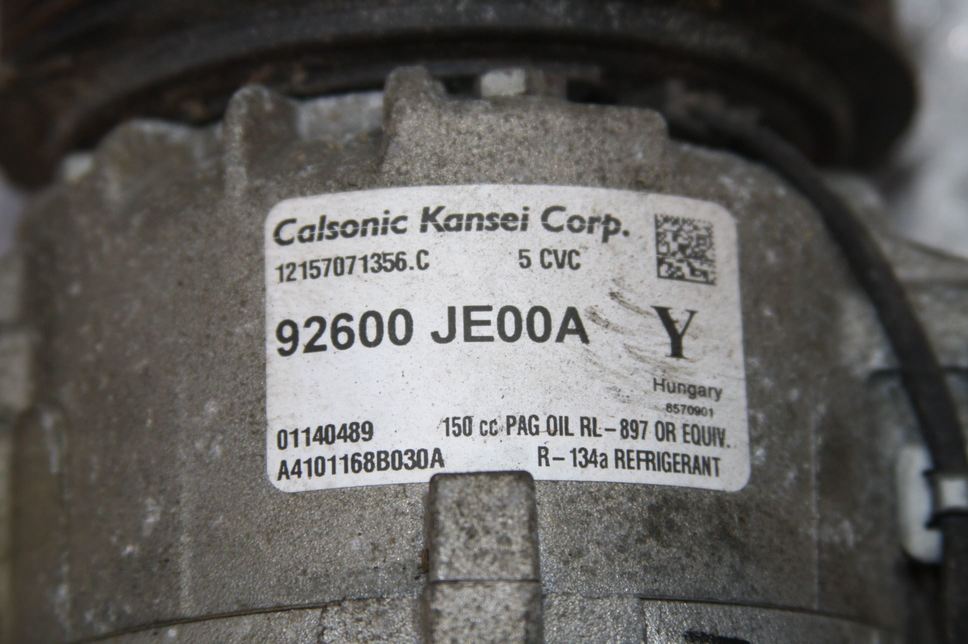 Calsonic Kansei Corp.
12157071356.C 5 CVC
92600 JE00A Y
Hungary
8570901
01140489 150 cc PAG OIL RL-897 OR EQUIV.
A4101168B030A R-134a REFRIGERANT